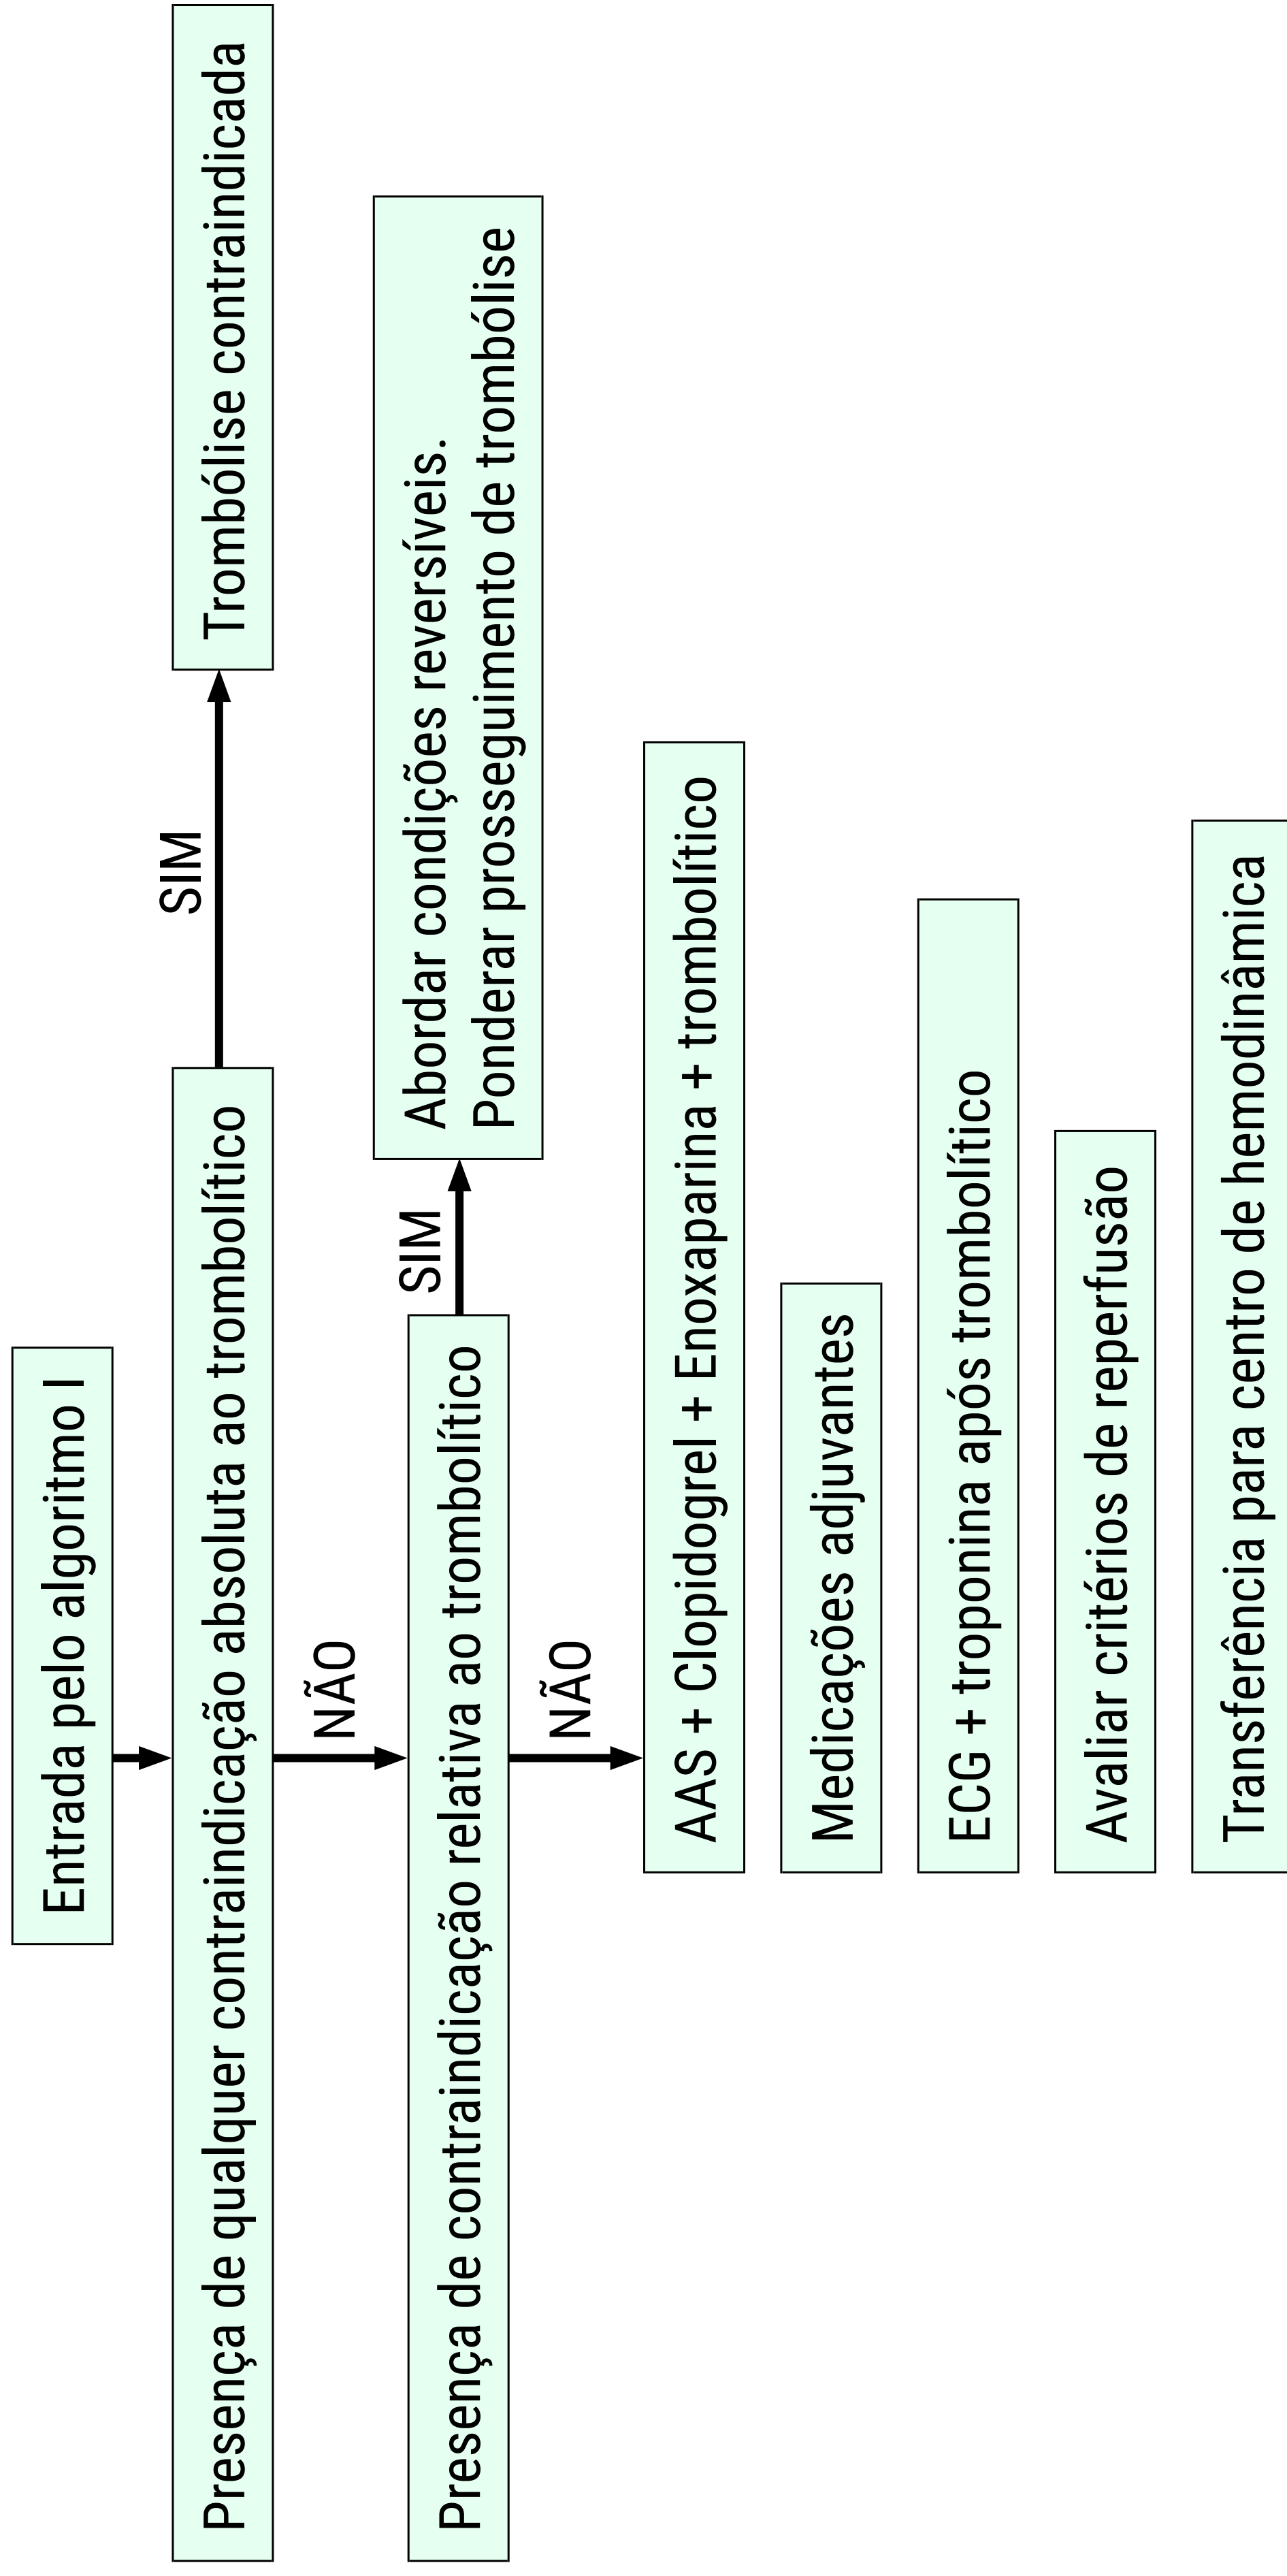 Entrada pelo algoritmo I
Presença de qualquer contraindicação absoluta ao trombolítico
SIM
Trombólise contraindicada
NÃO
Presença de contraindicação relativa ao trombolítico
SIM
Abordar condições reversíveis.
Ponderar prosseguimento de trombólise
NÃO
AAS + Clopidogrel + Enoxaparina + trombolítico
Medicações adjuvantes
ECG + troponina após trombolítico
Avaliar critérios de reperfusão
Transferência para centro de hemodinâmica